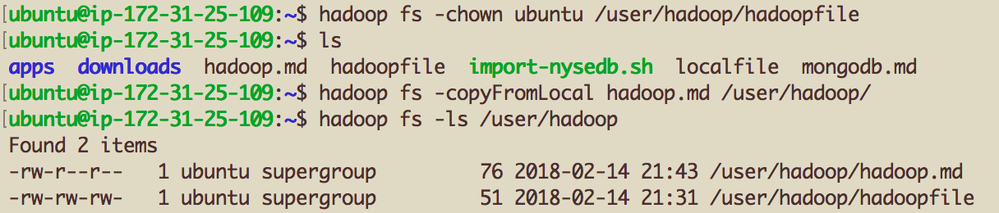 [ubuntu@ip-172-31-25-109:~$ hadoop fs -chown ubuntu /user/hadoop/hadoopfile
[ubuntu@ip-172-31-25-109:~$ ls
apps  downloads  hadoop.md  hadoopfile  import-nysedb.sh  localfile  mongodb.md
[ubuntu@ip-172-31-25-109:~$ hadoop fs -copyFromLocal hadoop.md /user/hadoop/
[ubuntu@ip-172-31-25-109:~$ hadoop fs -ls /user/hadoop
Found 2 items
-rw-r--r--   1 ubuntu supergroup         76 2018-02-14 21:43 /user/hadoop/hadoop.md
-rw-rw-rw-   1 ubuntu supergroup         51 2018-02-14 21:31 /user/hadoop/hadoopfile